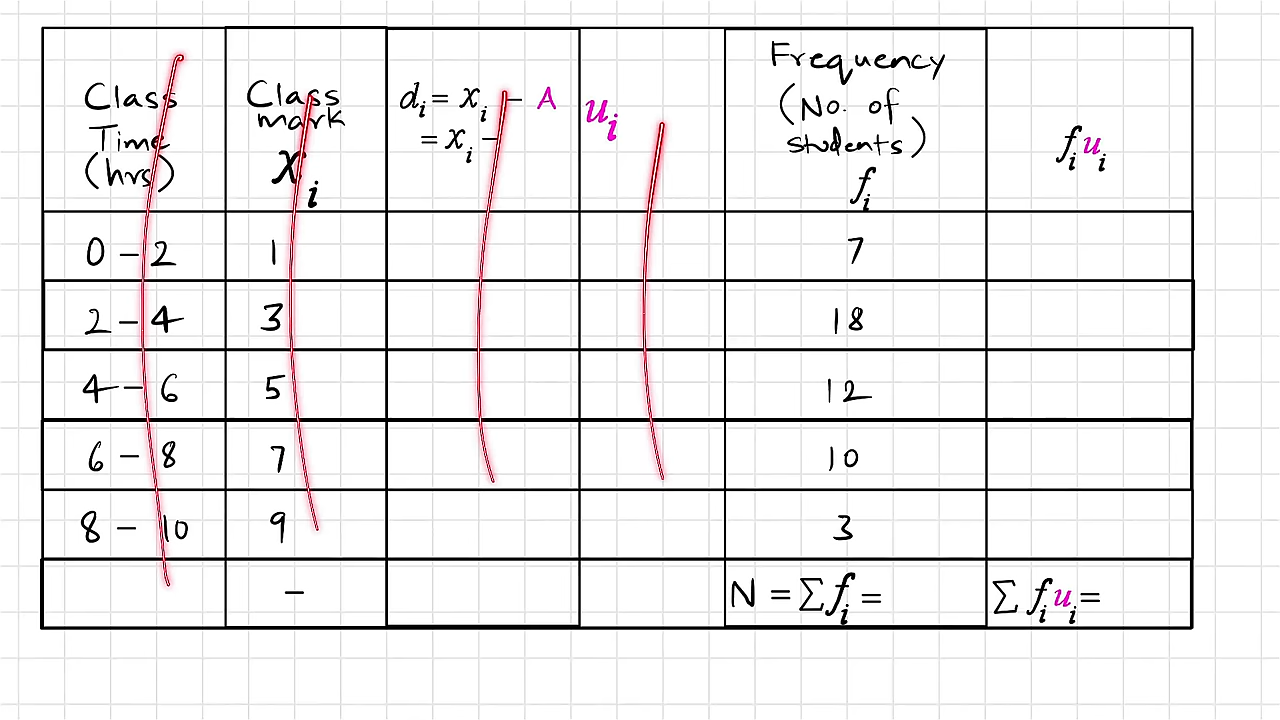 Class Time (hrs) | Class mark xᵢ | dᵢ = xᵢ – A = xᵢ – | uᵢ | Frequency (No. of students) fᵢ | fᵢuᵢ
0 – 2 | 1 | | | 7 |
2 – 4 | 3 | | | 18 |
4 – 6 | 5 | | | 12 |
6 – 8 | 7 | | | 10 |
8 – 10 | 9 | | | 3 |
| – | | | N = Σfᵢ = | Σfᵢuᵢ =